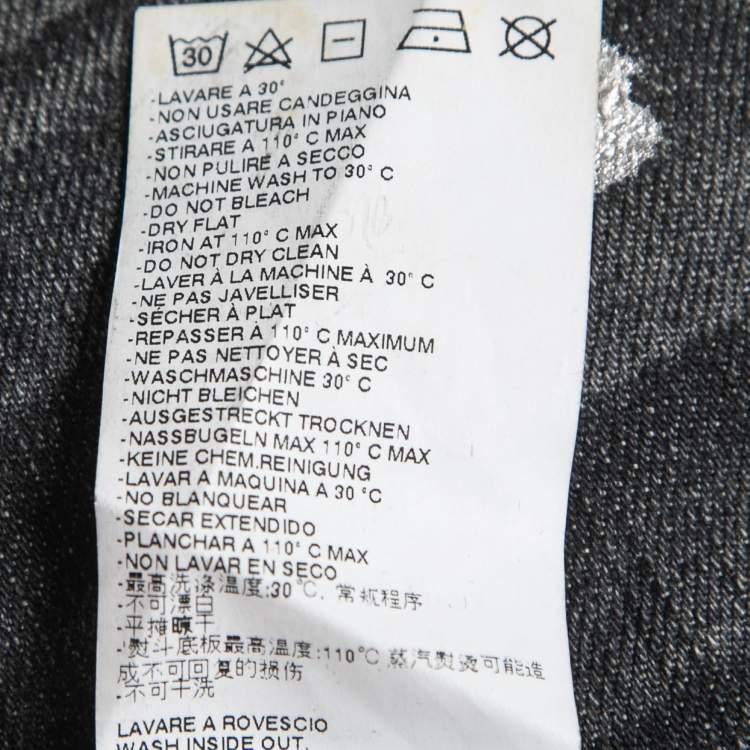 30
-LAVARE A 30°
-NON USARE CANDEGGINA
-ASCIUGATURA IN PIANO
-STIRARE A 110° C MAX
-NON PULIRE A SECCO
-MACHINE WASH TO 30° C
-DO NOT BLEACH
-DRY FLAT
-IRON AT 110° C MAX
-DO NOT DRY CLEAN
-LAVER À LA MACHINE À 30° C
-NE PAS JAVELLISER
-SÉCHER À PLAT
-REPASSER À 110° C MAXIMUM
-NE PAS NETTOYER À SEC
-WASCHMASCHINE 30° C
-NICHT BLEICHEN
-AUSGESTRECKT TROCKNEN
-NASSBUGELN MAX 110° C MAX
-KEINE CHEM.REINIGUNG
-LAVAR A MAQUINA A 30 °C
-NO BLANQUEAR
-SECAR EXTENDIDO
-PLANCHAR A 110° C MAX
-NON LAVAR EN SECO
-最高洗涤温度:30°C, 常规程序
-不可漂白
-平摊晾干
-熨斗底板最高温度:110°C 蒸汽熨烫可能造
成不可回复的损伤
-不可干洗
LAVARE A ROVESCIO
WASH INSIDE OUT.